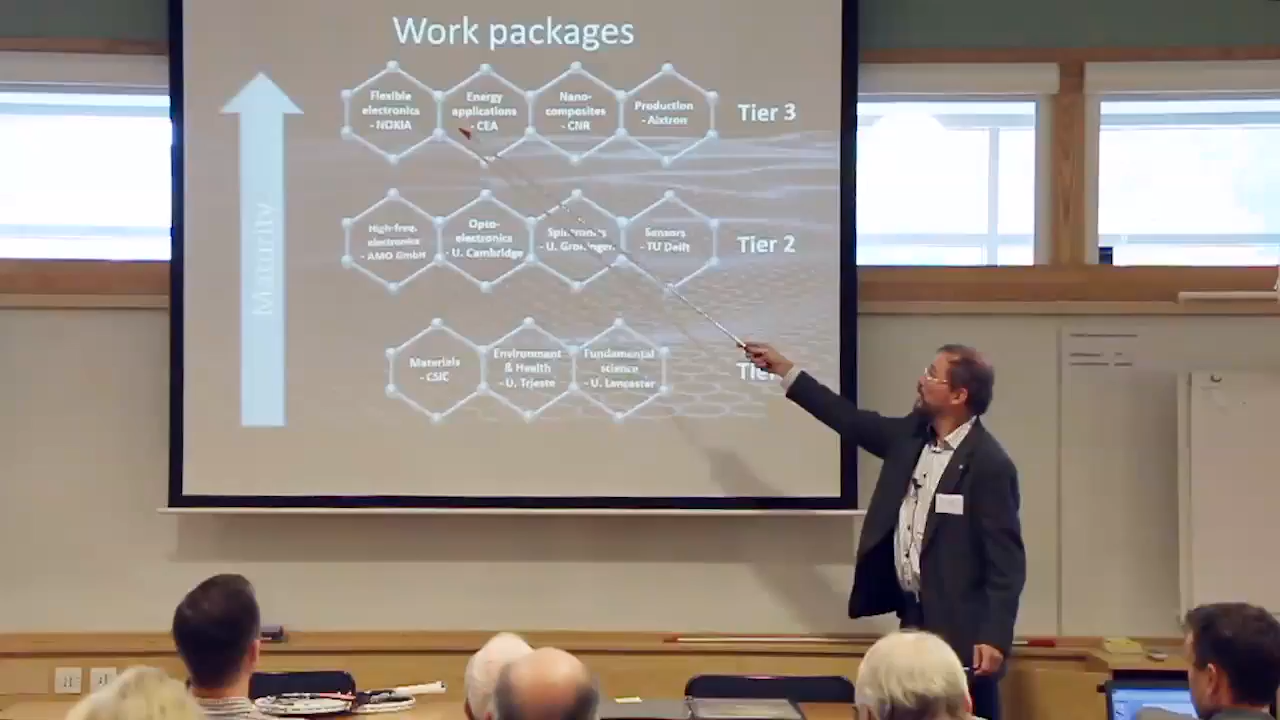 Work packages
Flexible
electronics
- NOKIA
Energy
applications
- CEA
Nano-
composites
- CNR
Production
- Aixtron
Tier 3
High-freq.
electronics
- AMO GmbH
Opto-
electronics
- U. Cambridge
Spintronics
- U. Groningen
Sensors
- TU Delft
Tier 2
Materials
- CSIC
Environment
& Health
- U. Trieste
Fundamental
science
- U. Lancaster
Tier
Maturity